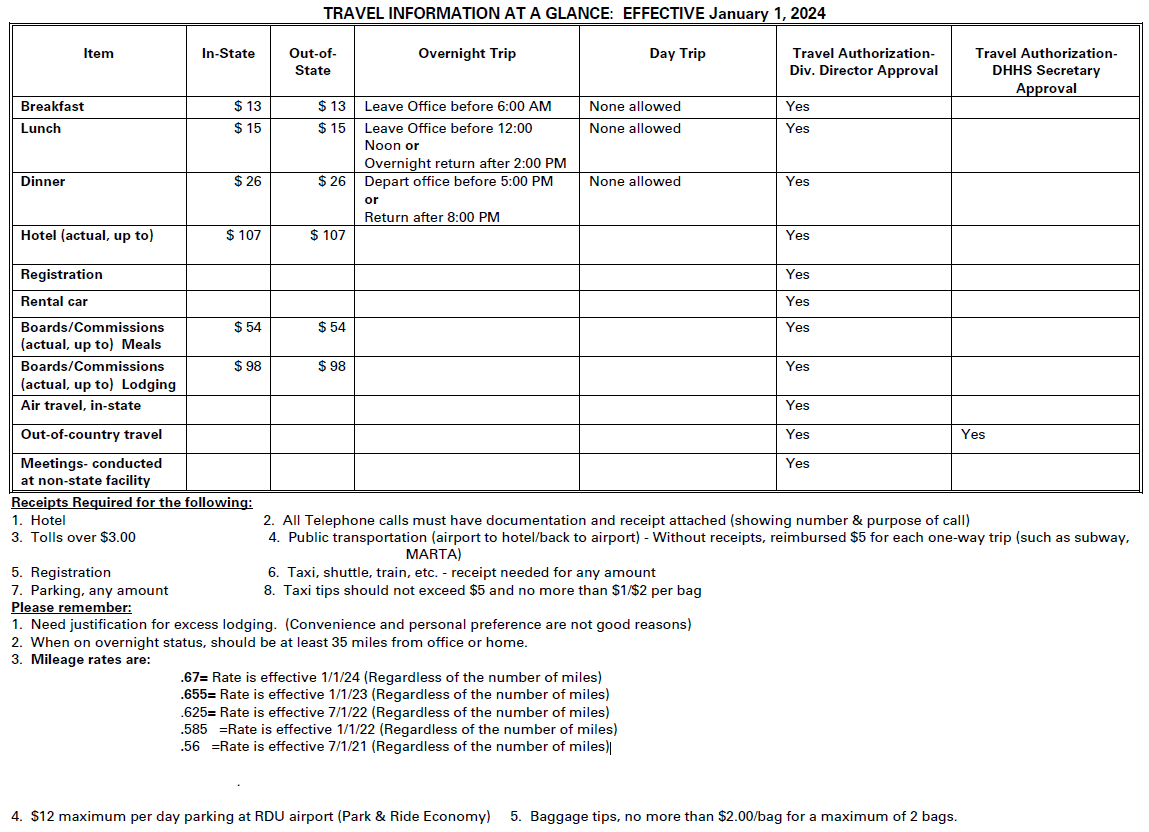 TRAVEL INFORMATION AT A GLANCE:  EFFECTIVE January 1, 2024
Item In-State Out-of-State Overnight Trip Day Trip Travel Authorization-Div. Director Approval Travel Authorization-DHHS Secretary Approval
Breakfast $ 13 $ 13 Leave Office before 6:00 AM None allowed Yes
Lunch $ 15 $ 15 Leave Office before 12:00 None allowed Yes
Noon or
Overnight return after 2:00 PM
Dinner $ 26 $ 26 Depart office before 5:00 PM None allowed Yes
or
Return after 8:00 PM
Hotel (actual, up to) $ 107 $ 107 Yes
Registration Yes
Rental car Yes
Boards/Commissions $ 54 $ 54 Yes
(actual, up to)  Meals
Boards/Commissions $ 98 $ 98 Yes
(actual, up to)  Lodging
Air travel, in-state Yes
Out-of-country travel Yes Yes
Meetings- conducted Yes
at non-state facility
Receipts Required for the following:
1.  Hotel 2.  All Telephone calls must have documentation and receipt attached (showing number & purpose of call)
3.  Tolls over $3.00 4.  Public transportation (airport to hotel/back to airport) - Without receipts, reimbursed $5 for each one-way trip (such as subway,
MARTA)
5.  Registration 6.  Taxi, shuttle, train, etc. - receipt needed for any amount
7.  Parking, any amount 8.  Taxi tips should not exceed $5 and no more than $1/$2 per bag
Please remember:
1.  Need justification for excess lodging.  (Convenience and personal preference are not good reasons)
2.  When on overnight status, should be at least 35 miles from office or home.
3.  Mileage rates are:
.67= Rate is effective 1/1/24 (Regardless of the number of miles)
.655= Rate is effective 1/1/23 (Regardless of the number of miles)
.625= Rate is effective 7/1/22 (Regardless of the number of miles)
.585  =Rate is effective 1/1/22 (Regardless of the number of miles)
.56  =Rate is effective 7/1/21 (Regardless of the number of miles)
.
4.  $12 maximum per day parking at RDU airport (Park & Ride Economy) 5.  Baggage tips, no more than $2.00/bag for a maximum of 2 bags.